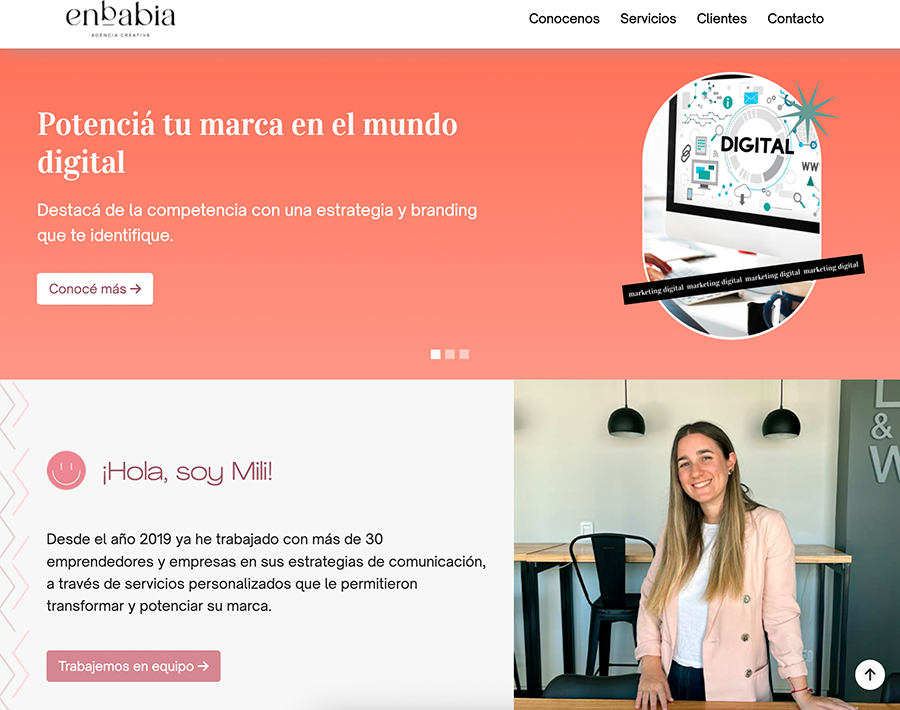 enbabia
AGENCIA CREATIVA
Conocenos Servicios Clientes Contacto
Potenciá tu marca en el mundo
digital
Destacá de la competencia con una estrategia y branding
que te identifique.
Conocé más →
DIGITAL
WW
marketing digital marketing digital marketing digital marketing digital
¡Hola, soy Mili!
Desde el año 2019 ya he trabajado con más de 30
emprendedores y empresas en sus estrategias de comunicación,
a través de servicios personalizados que le permitieron
transformar y potenciar su marca.
Trabajemos en equipo →
&
W